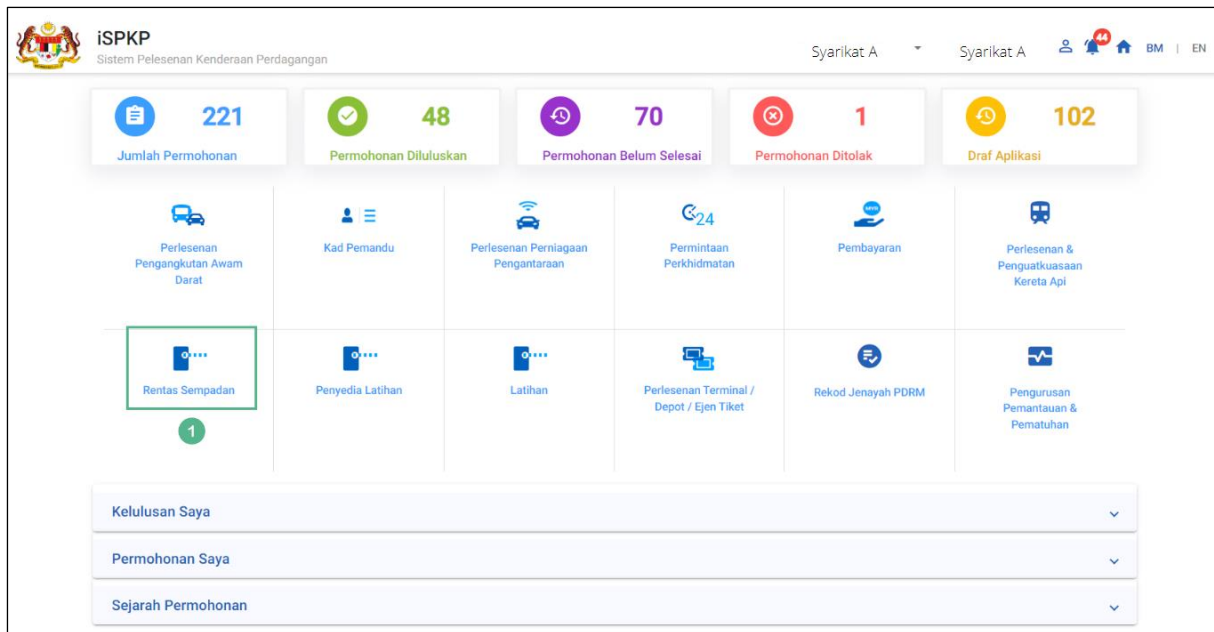 iSPKP
Sistem Pelesenan Kenderaan Perdagangan
Syarikat A
Syarikat A
44
BM | EN
221
Jumlah Permohonan
48
Permohonan Diluluskan
70
Permohonan Belum Selesai
1
Permohonan Ditolak
102
Draf Aplikasi
Perlesenan
Pengangkutan Awam
Darat
Kad Pemandu
Perlesenan Perniagaan
Pengantaraan
24
Permintaan
Perkhidmatan
MYR
Pembayaran
Perlesenan &
Penguatkuasaan
Kereta Api
Rentas Sempadan
1
Penyedia Latihan
Latihan
Perlesenan Terminal /
Depot / Ejen Tiket
Rekod Jenayah PDRM
Pengurusan
Pemantauan &
Pematuhan
Kelulusan Saya
Permohonan Saya
Sejarah Permohonan